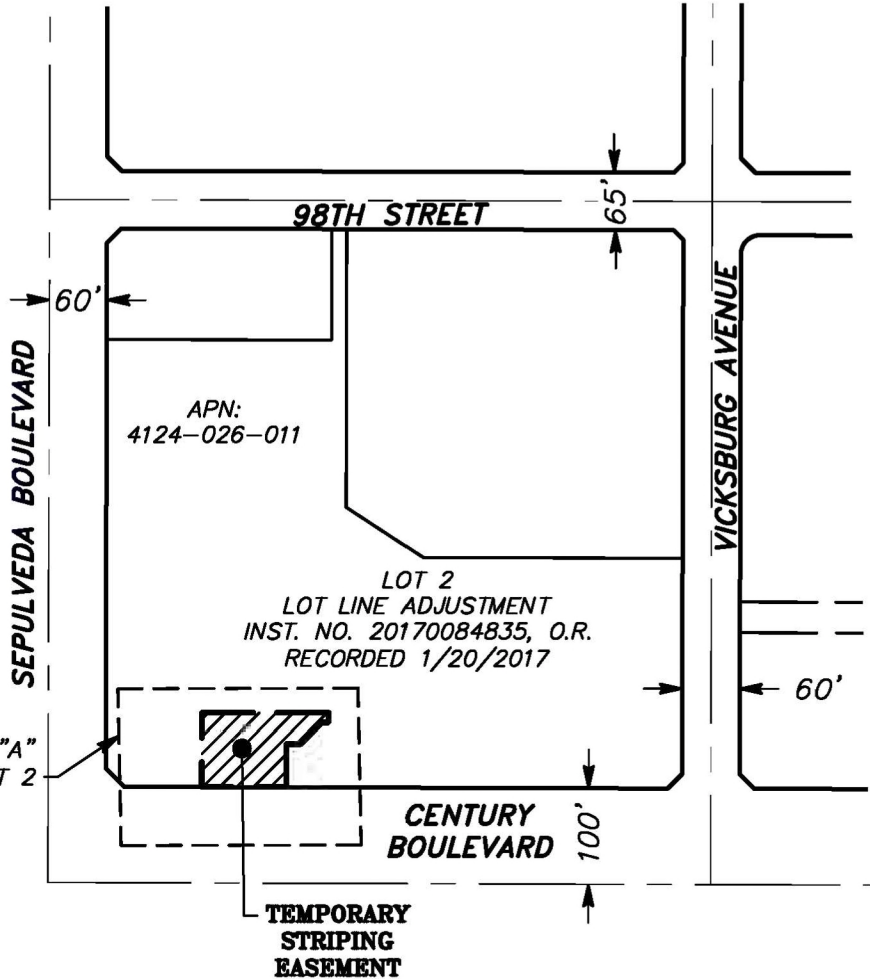 98TH STREET
65'
60'
SEPULVEDA BOULEVARD
APN:
4124-026-011
VICKSBURG AVENUE
LOT 2
LOT LINE ADJUSTMENT
INST. NO. 20170084835, O.R.
RECORDED 1/20/2017
60'
"A"
T 2
CENTURY
BOULEVARD
100'
TEMPORARY
STRIPING
EASEMENT